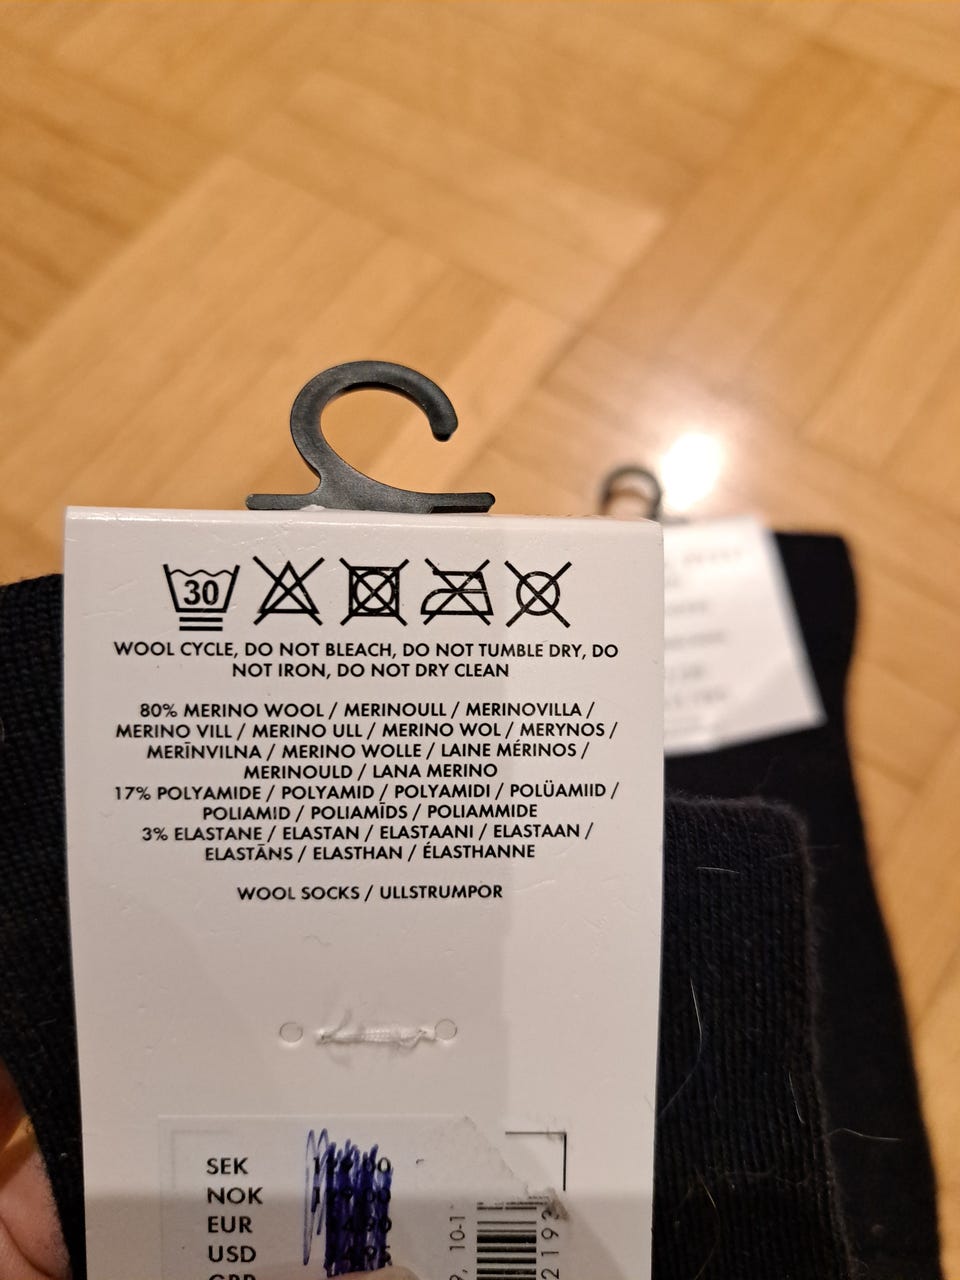 30
WOOL CYCLE, DO NOT BLEACH, DO NOT TUMBLE DRY, DO
NOT IRON, DO NOT DRY CLEAN
80% MERINO WOOL / MERINOULL / MERINOVILLA /
MERINO VILL / MERINO ULL / MERINO WOL / MERYNOS /
MERĪNVILNA / MERINO WOLLE / LAINE MÉRINOS /
MERINOULD / LANA MERINO
17% POLYAMIDE / POLYAMID / POLYAMIDI / POLÜAMIID /
POLIAMID / POLIAMĪDS / POLIAMMIDE
3% ELASTANE / ELASTAN / ELASTAANI / ELASTAAN /
ELASTĀNS / ELASTHAN / ÉLASTHANNE
WOOL SOCKS / ULLSTRUMPOR
SEK
NOK
EUR
USD